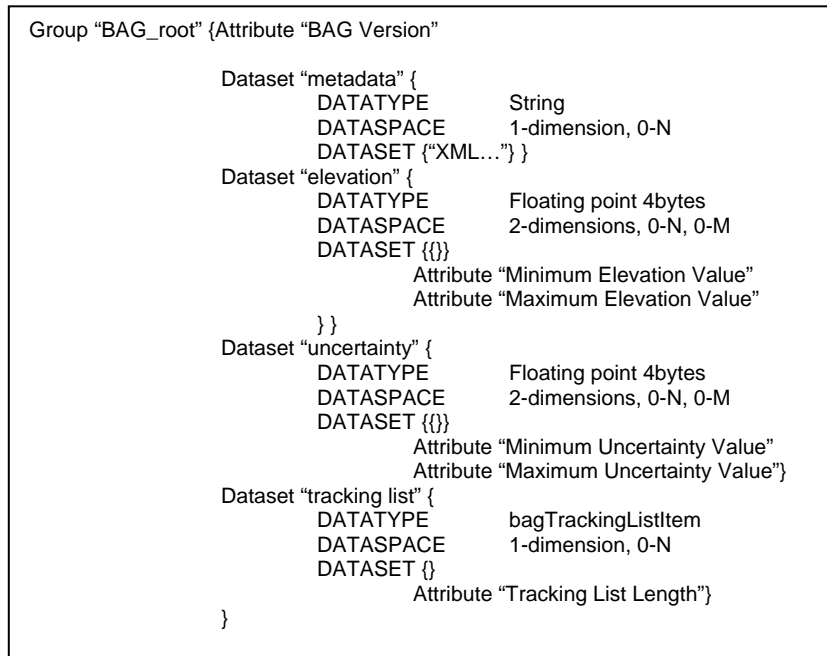 Group “BAG_root” {Attribute “BAG Version”
Dataset “metadata” {
DATATYPE String
DATASPACE 1-dimension, 0-N
DATASET {“XML…”} }
Dataset “elevation” {
DATATYPE Floating point 4bytes
DATASPACE 2-dimensions, 0-N, 0-M
DATASET {{}}
Attribute “Minimum Elevation Value”
Attribute “Maximum Elevation Value”
} }
Dataset “uncertainty” {
DATATYPE Floating point 4bytes
DATASPACE 2-dimensions, 0-N, 0-M
DATASET {{}}
Attribute “Minimum Uncertainty Value”
Attribute “Maximum Uncertainty Value”}
Dataset “tracking list” {
DATATYPE bagTrackingListItem
DATASPACE 1-dimension, 0-N
DATASET {}
Attribute “Tracking List Length”}
}